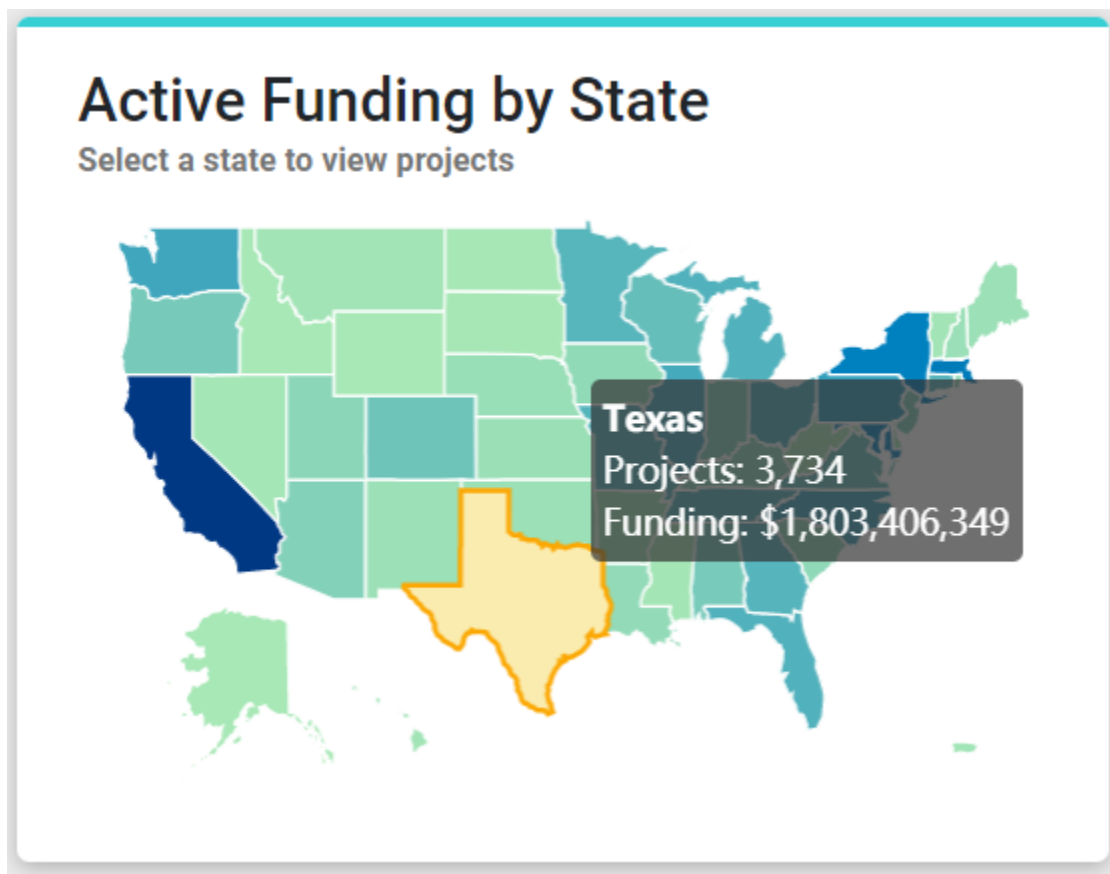 Active Funding by State
Select a state to view projects
Texas
Projects: 3,734
Funding: $1,803,406,349